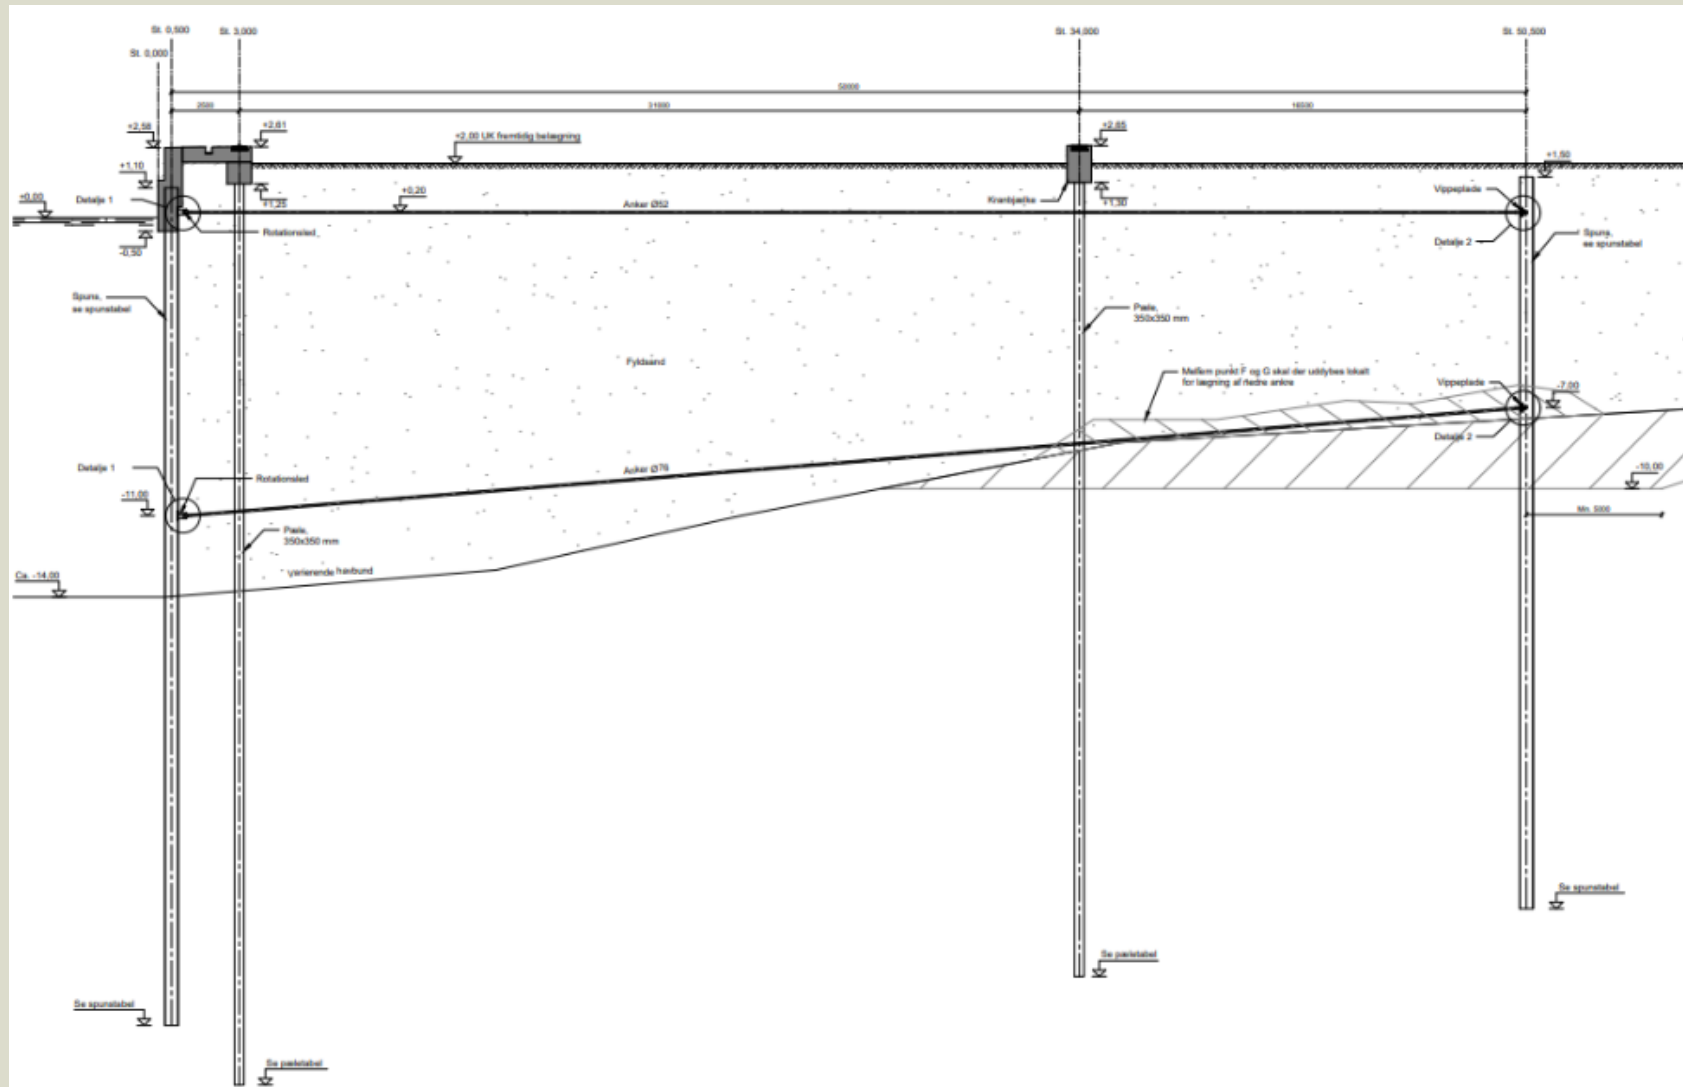 St. 0,500
St. 3,000
St. 34,000
St. 50,500
St. 0,000
50000
2500
31000
16500
+2,58
+2,61
+2,00 UK fremtidig belægning
+2,65
+1,10
+1,50
Detalje 1
+0,20
Anker Ø52
Kranbjælke
Vippeplade
+0,00
+1,25
+1,30
Rotationsled
Detalje 2
Spuns,
se spunstabel
-0,50
Spuns,
se spunstabel
Pæle,
350x350 mm
Fyldsand
Mellem punkt F og G skal der uddybes lokalt
for lægning af nedre ankre
Vippeplade
-7,00
Detalje 2
Detalje 1
Anker Ø76
-10,00
Rotationsled
-11,00
Min. 5000
Pæle,
350x350 mm
Varierende havbund
Ca. -14,00
Se spunstabel
Se pæletabel
Se spunstabel
Se pæletabel